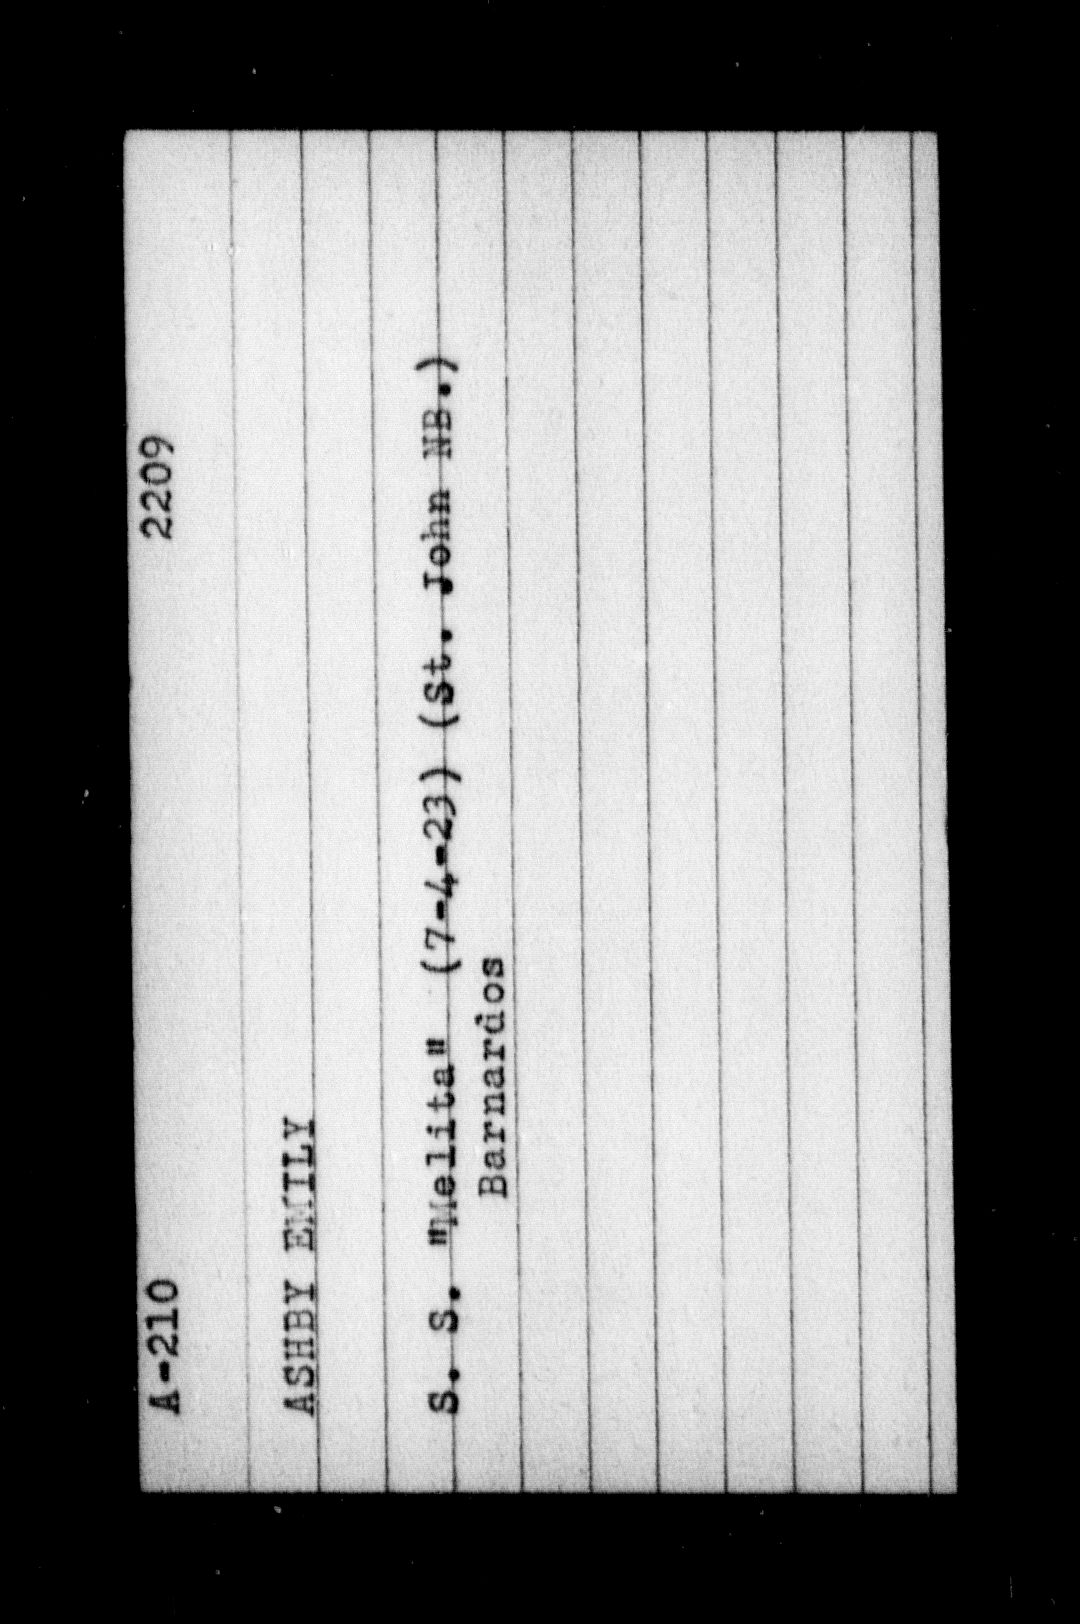 A-210 2209
ASHBY EMILY
S. S. "Melita" (7-4-23) (St. John NB.)
Barnardos